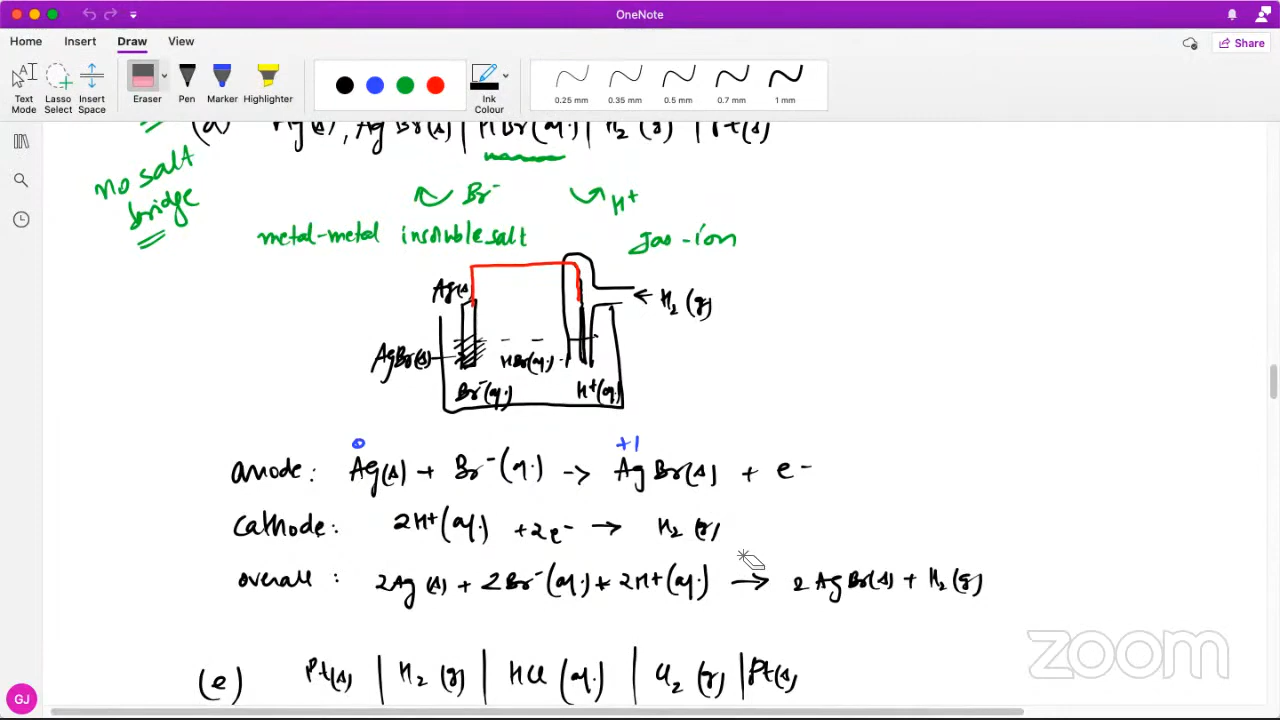 OneNote
Home Insert Draw View
Share
Text Mode
Lasso Select
Insert Space
Eraser
Pen
Marker
Highlighter
Ink Colour
0.25 mm
0.35 mm
0.5 mm
0.7 mm
1 mm
(d) Ag(s), AgBr(s) | HBr(aq.) | H2(g) | Pt(s)
no salt bridge
Br- H+
metal-metal insoluble salt gas-ion
Ag(s)
← H2(g)
AgBr(s)
HBr(aq.)
Br-(aq.) H+(aq.)
0 +1
anode: Ag(s) + Br-(aq.) → AgBr(s) + e-
cathode: 2H+(aq.) + 2e- → H2(g)
overall: 2Ag(s) + 2Br-(aq.) + 2H+(aq.) → 2AgBr(s) + H2(g)
(e) Pt(s) | H2(g) | HCl(aq.) | Cl2(g) | Pt(s)
zoom
GJ